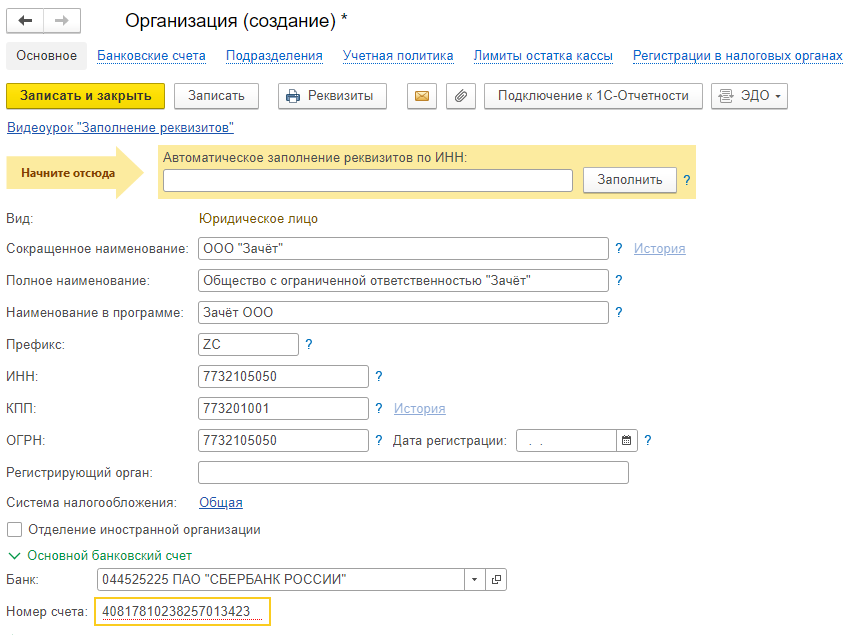 Организация (создание) *
Основное Банковские счета Подразделения Учетная политика Лимиты остатка кассы Регистрации в налоговых органах
Записать и закрыть Записать Реквизиты Подключение к 1С-Отчетности ЭДО
Видеоурок "Заполнение реквизитов"
Автоматическое заполнение реквизитов по ИНН:
Начните отсюда Заполнить ?
Вид: Юридическое лицо
Сокращенное наименование: ООО "Зачёт" ? История
Полное наименование: Общество с ограниченной ответственностью "Зачёт" ?
Наименование в программе: Зачёт ООО ?
Префикс: ZC ?
ИНН: 7732105050 ?
КПП: 773201001 ? История
ОГРН: 7732105050 ? Дата регистрации: . . ?
Регистрирующий орган:
Система налогообложения: Общая
Отделение иностранной организации
Основной банковский счет
Банк: 044525225 ПАО "СБЕРБАНК РОССИИ"
Номер счета: 40817810238257013423